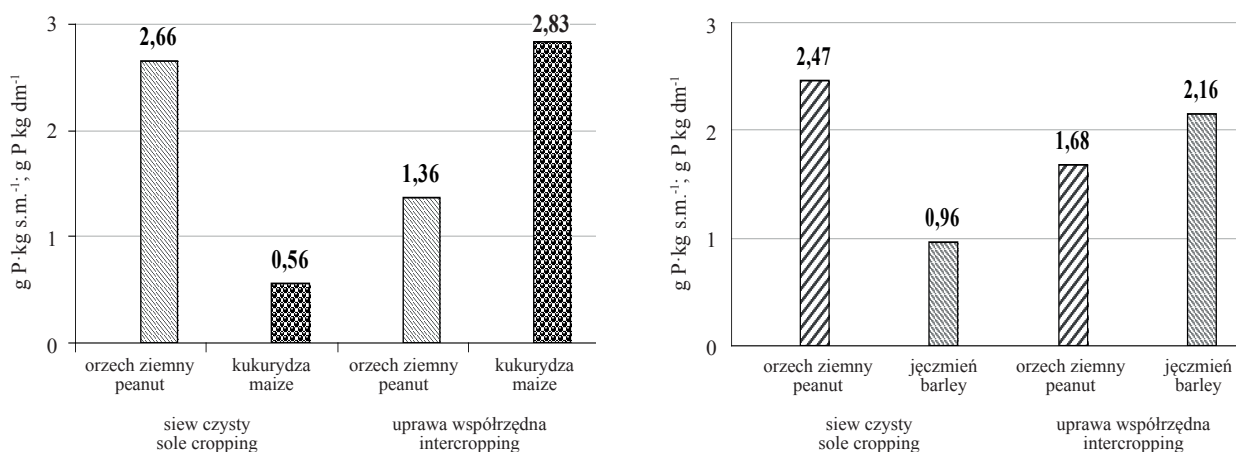 g P·kg s.m.⁻¹; g P kg dm⁻¹
3
2
1
0
2,66
0,56
1,36
2,83
orzech ziemny
peanut
kukurydza
maize
orzech ziemny
peanut
kukurydza
maize
siew czysty
sole cropping
uprawa współrzędna
intercropping
g P·kg s.m.⁻¹; g P kg dm⁻¹
3
2
1
0
2,47
0,96
1,68
2,16
orzech ziemny
peanut
jęczmień
barley
orzech ziemny
peanut
jęczmień
barley
siew czysty
sole cropping
uprawa współrzędna
intercropping